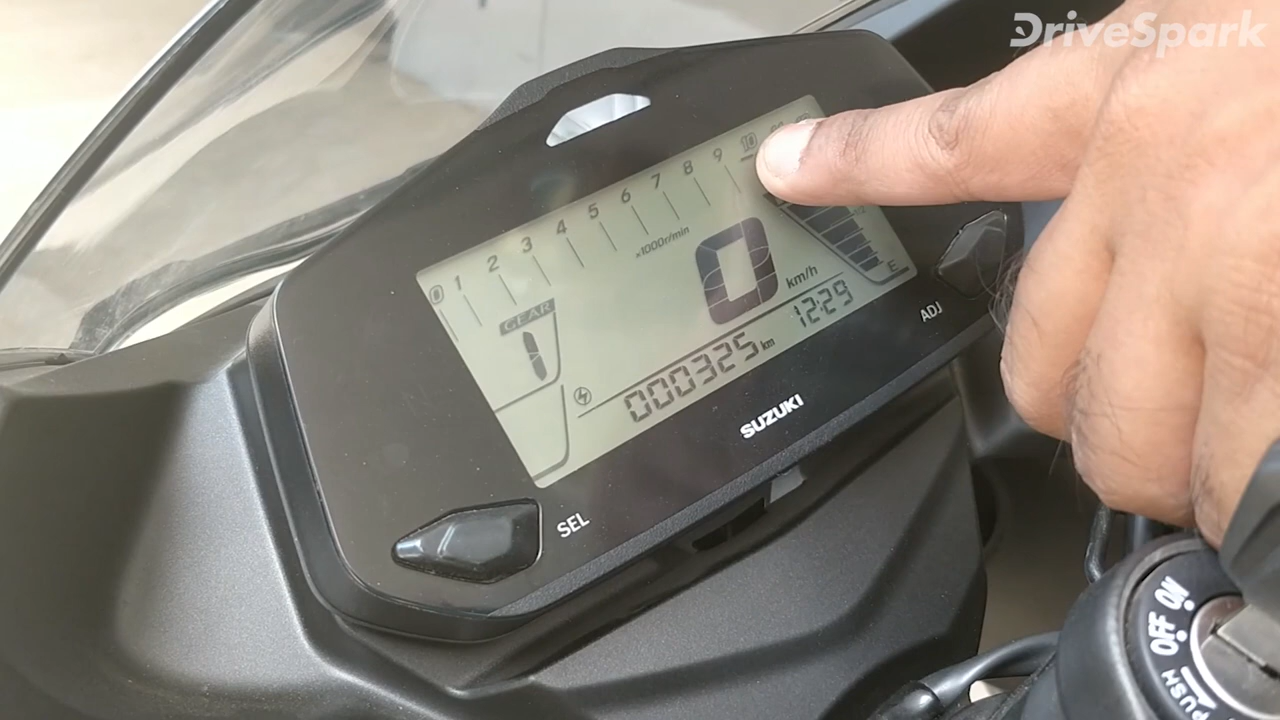 DriveSpark
0 1 2 3 4 5 6 7 8 9 10
×1000r/min
GEAR
1
0
km/h
E
000325 km
12:29
SUZUKI
ADJ
SEL
ON
OFF
PUSH